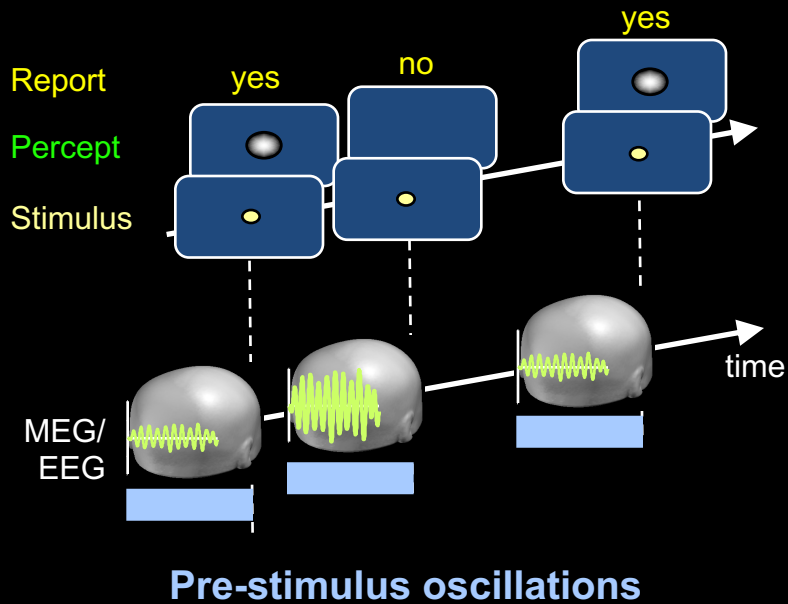 yes
no
yes
Report
Percept
Stimulus
time
MEG/
EEG
Pre-stimulus oscillations